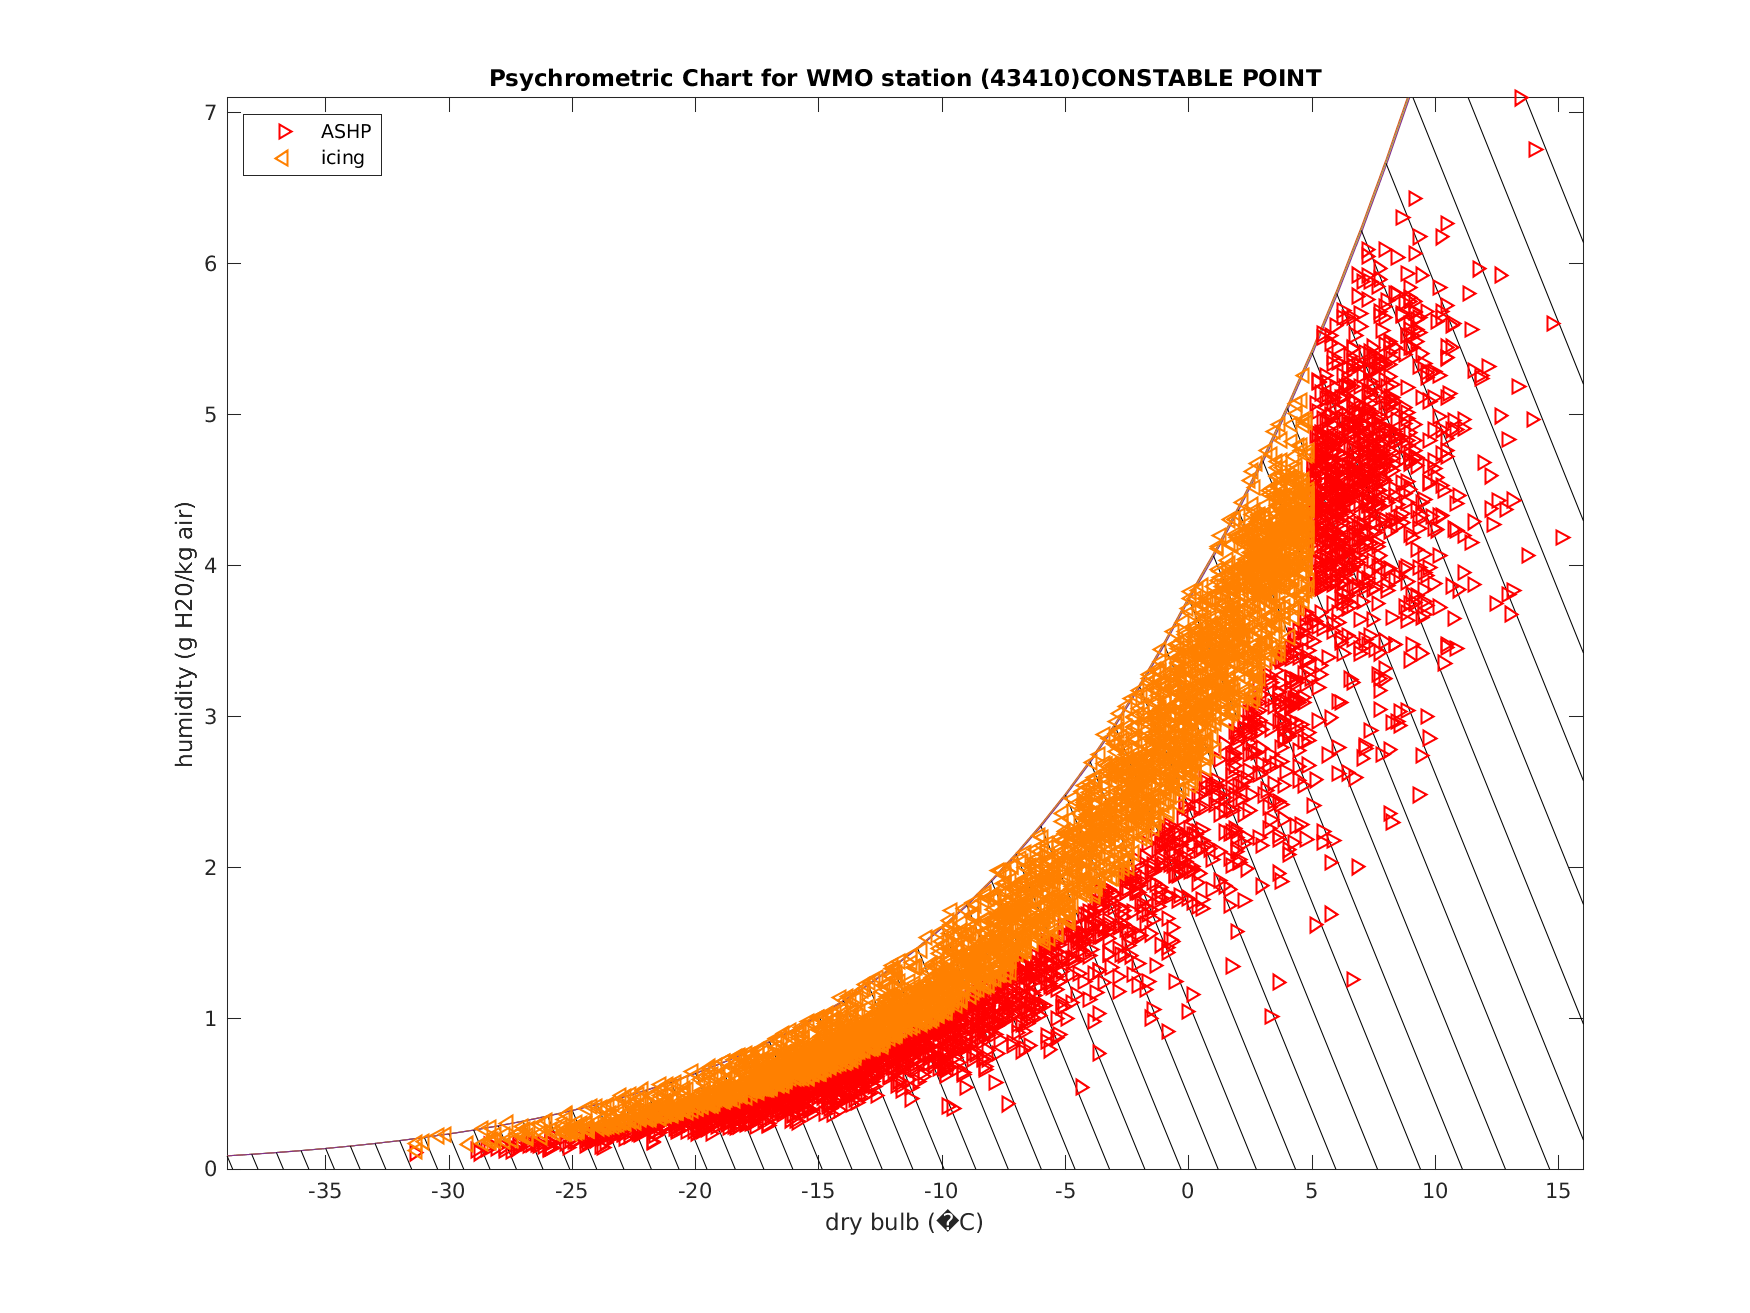 Psychrometric Chart for WMO station (43410)CONSTABLE POINT
ASHP
icing
7
6
5
4
3
2
1
0
humidity (g H20/kg air)
-35 -30 -25 -20 -15 -10 -5 0 5 10 15
dry bulb (�C)